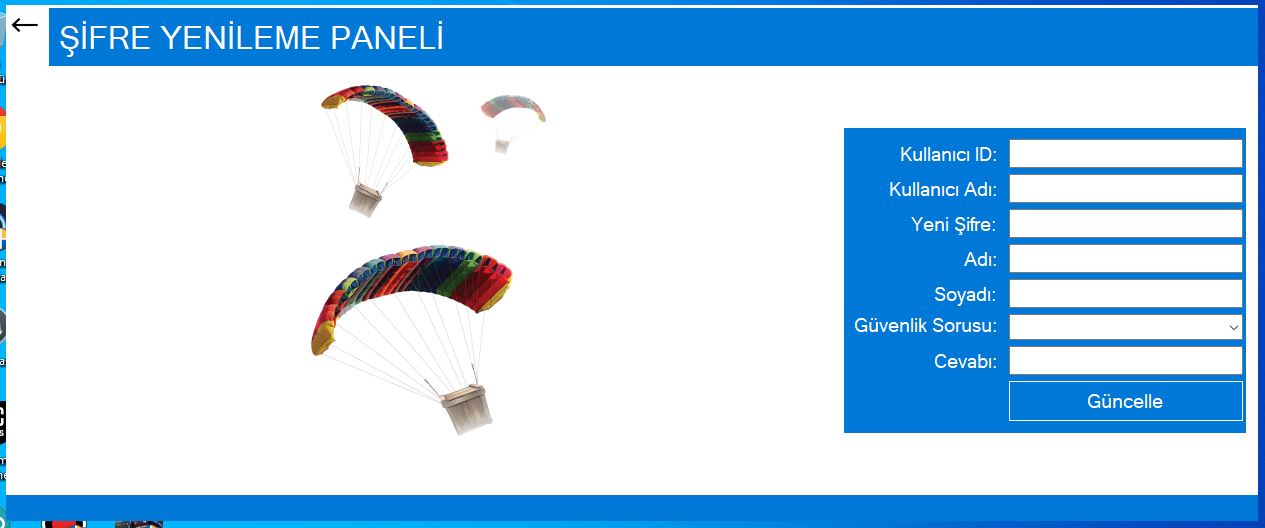 ŞİFRE YENİLEME PANELİ
Kullanıcı ID:
Kullanıcı Adı:
Yeni Şifre:
Adı:
Soyadı:
Güvenlik Sorusu:
Cevabı:
Güncelle